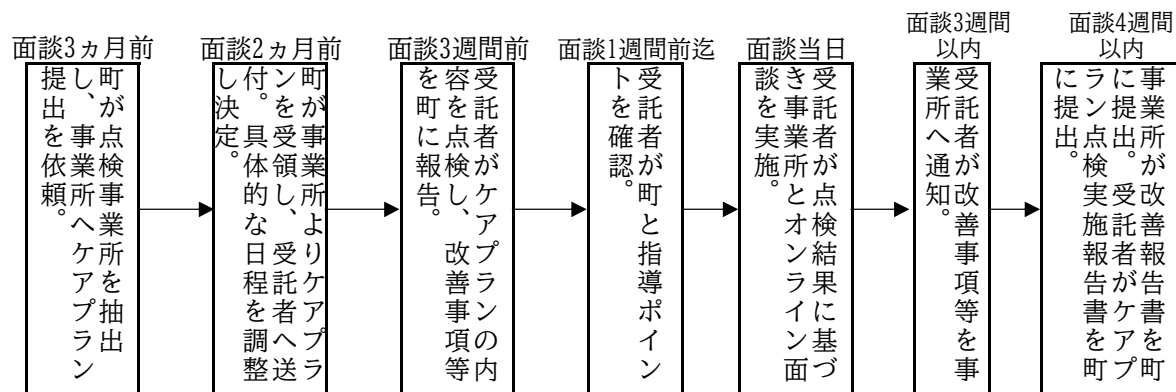 面談3ヵ月前
町が点検事業所を抽出
し、事業所へケアプラン
提出を依頼。
面談2ヵ月前
町が事業所よりケアプラ
ンを受領し、受託者へ送
付。具体的な日程を調整
し決定。
面談3週間前
受託者がケアプランの内
容を点検し、改善事項等
を町に報告。
面談1週間前迄
受託者が町と指導ポイン
トを確認。
面談当日
受託者が点検結果に基づ
き事業所とオンライン面
談を実施。
面談3週間
以内
受託者が改善事項等を事
業所へ通知。
面談4週間
以内
事業所が改善報告書を町
に提出。受託者がケアプ
ラン点検実施報告書を町
に提出。